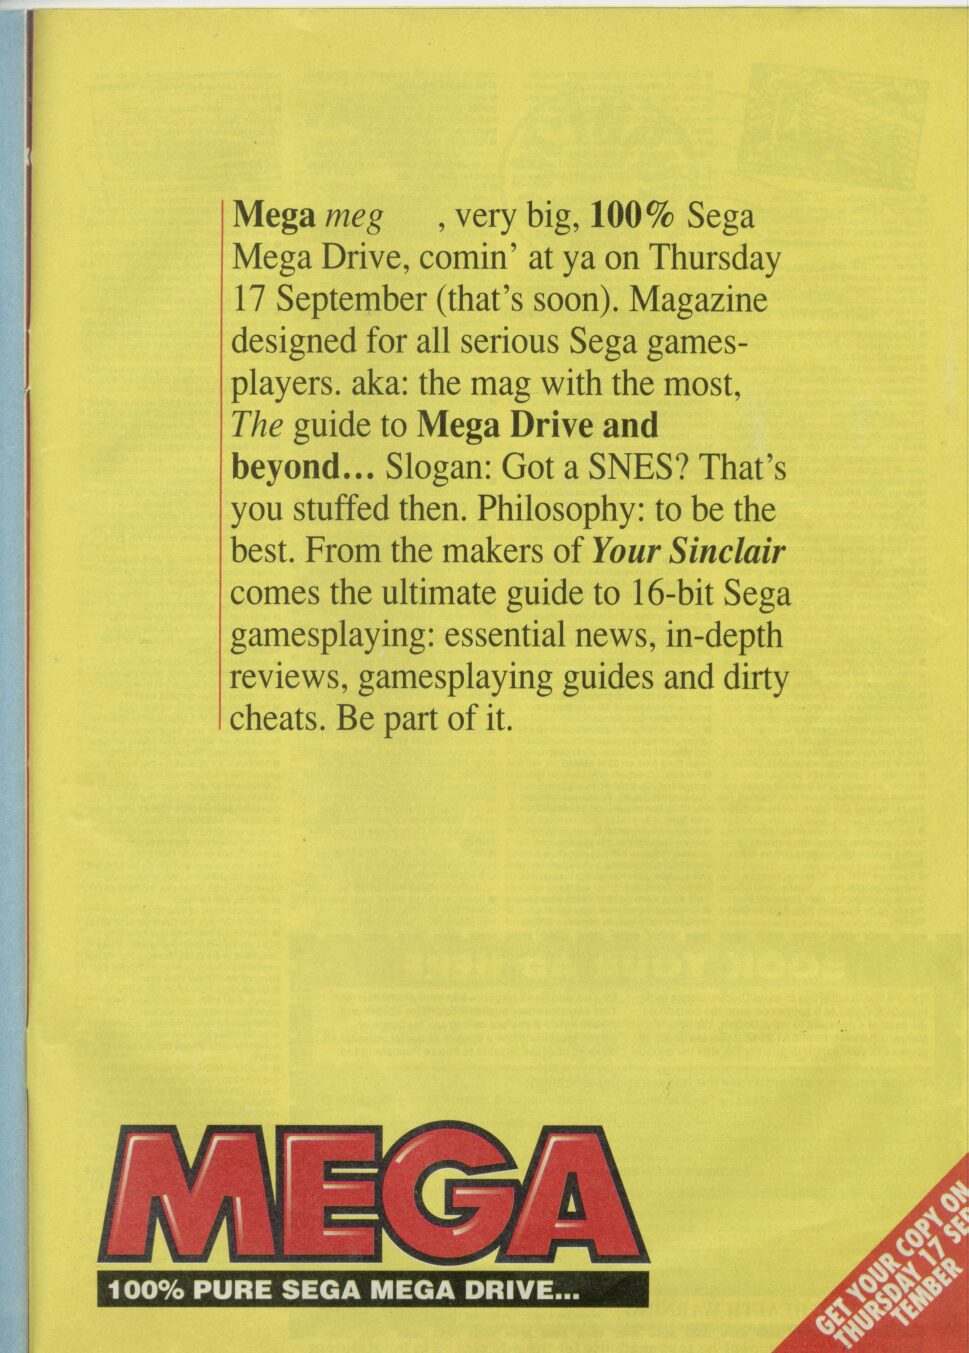 Mega meg , very big, 100% Sega
Mega Drive, comin’ at ya on Thursday
17 September (that’s soon). Magazine
designed for all serious Sega games-
players. aka: the mag with the most,
The guide to Mega Drive and
beyond... Slogan: Got a SNES? That’s
you stuffed then. Philosophy: to be the
best. From the makers of Your Sinclair
comes the ultimate guide to 16-bit Sega
gamesplaying: essential news, in-depth
reviews, gamesplaying guides and dirty
cheats. Be part of it.
MEGA
100% PURE SEGA MEGA DRIVE...
GET YOUR COPY ON
THURSDAY 17 SEP
TEMBER